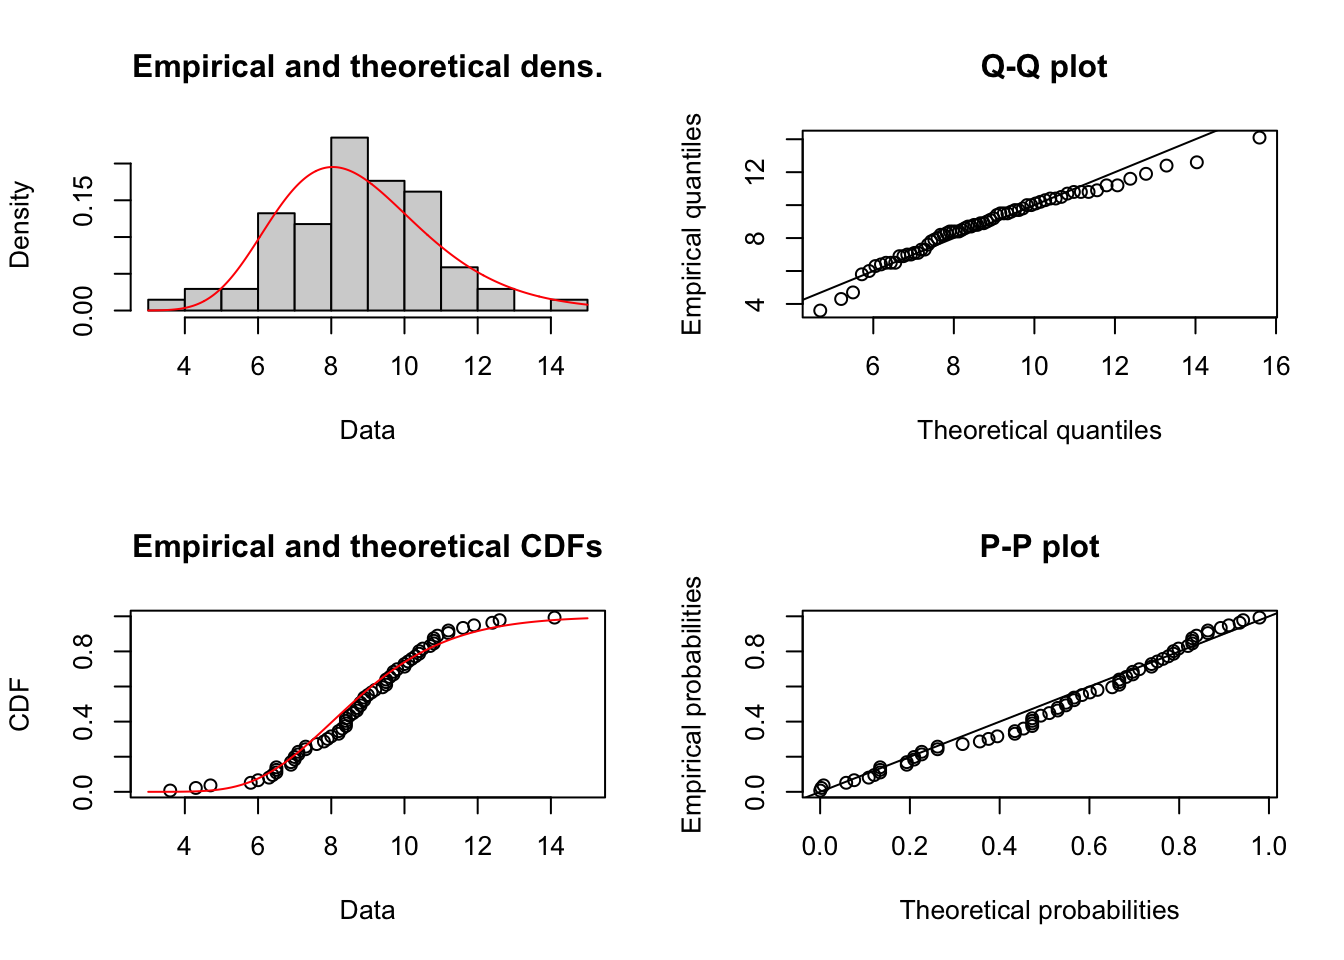 Empirical and theoretical dens.
Density
0.00 0.15
4 6 8 10 12 14
Data
Q-Q plot
Empirical quantiles
4 8 12
6 8 10 12 14 16
Theoretical quantiles
Empirical and theoretical CDFs
CDF
0.0 0.4 0.8
4 6 8 10 12 14
Data
P-P plot
Empirical probabilities
0.0 0.4 0.8
0.0 0.2 0.4 0.6 0.8 1.0
Theoretical probabilities